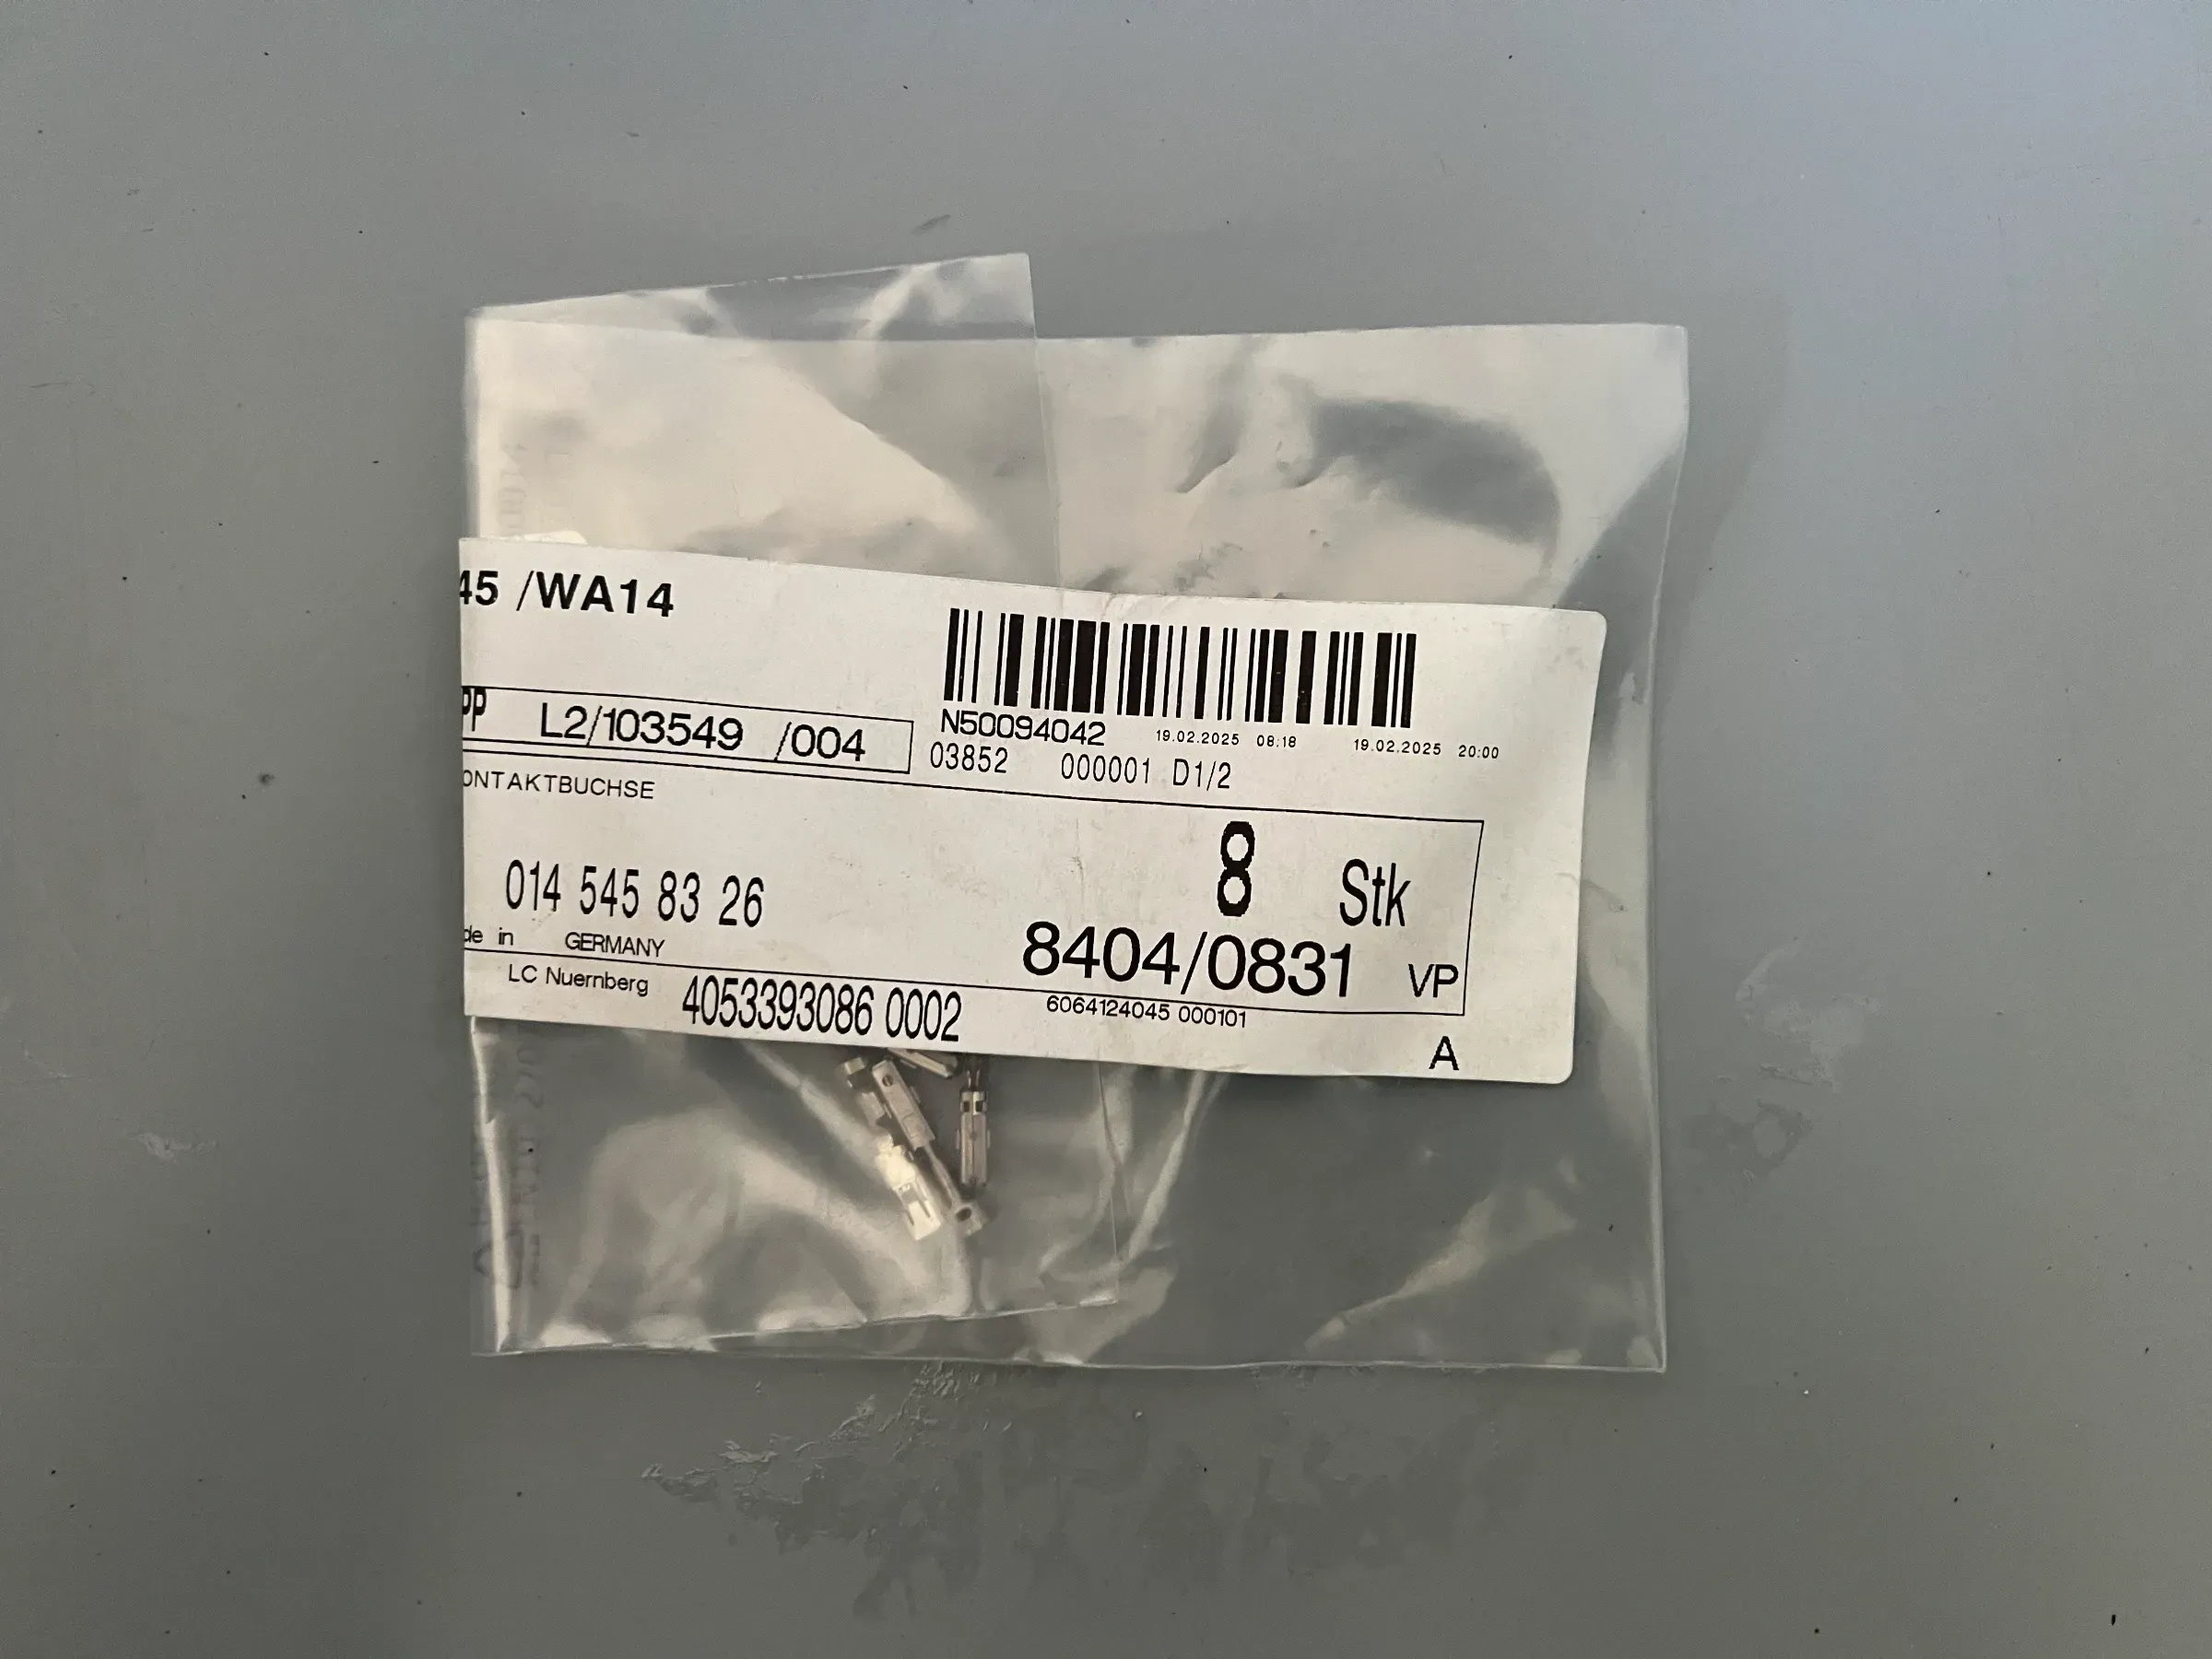 45 /WA14
N50094042 19.02.2025 08:18 19.02.2025 20:00
PP L2/103549 /004
03852 000001 D1/2
ONTAKTBUCHSE
8 Stk
014 545 83 26
8404/0831 VP
de in GERMANY
LC Nuernberg 4053393086 0002 6064124045 000101
A